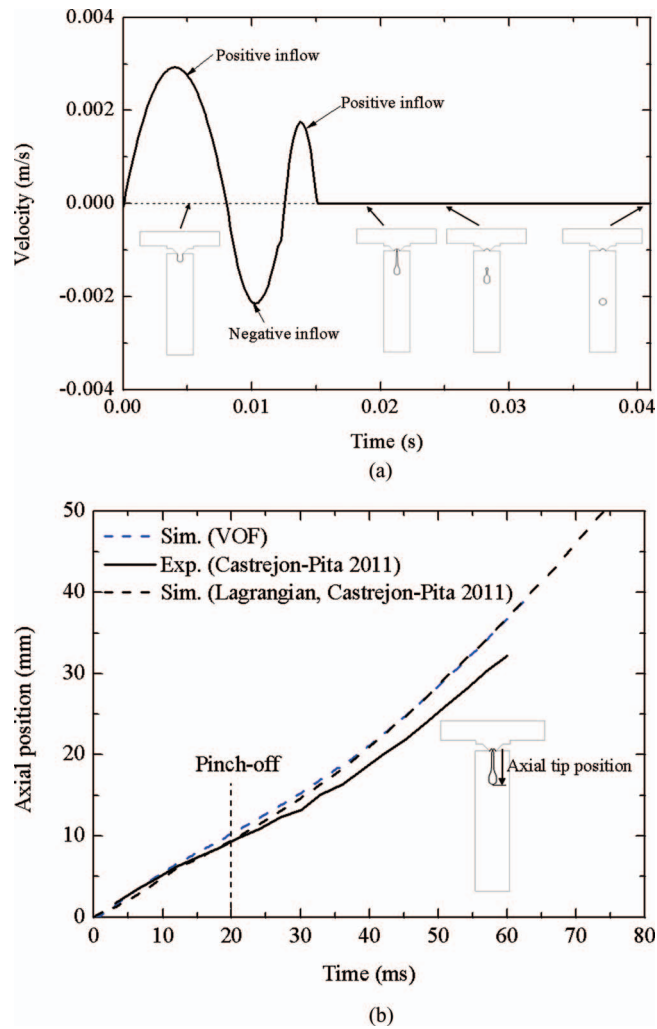 0.004
Positive inflow
0.002
Positive inflow
Velocity (m/s)
0.000
-0.002
Negative inflow
-0.004
0.00 0.01 0.02 0.03 0.04
Time (s)
(a)
50
Sim. (VOF)
Exp. (Castrejon-Pita 2011)
40
Sim. (Lagrangian, Castrejon-Pita 2011)
Axial position (mm)
30
20
Pinch-off
Axial tip position
10
0
0 10 20 30 40 50 60 70 80
Time (ms)
(b)